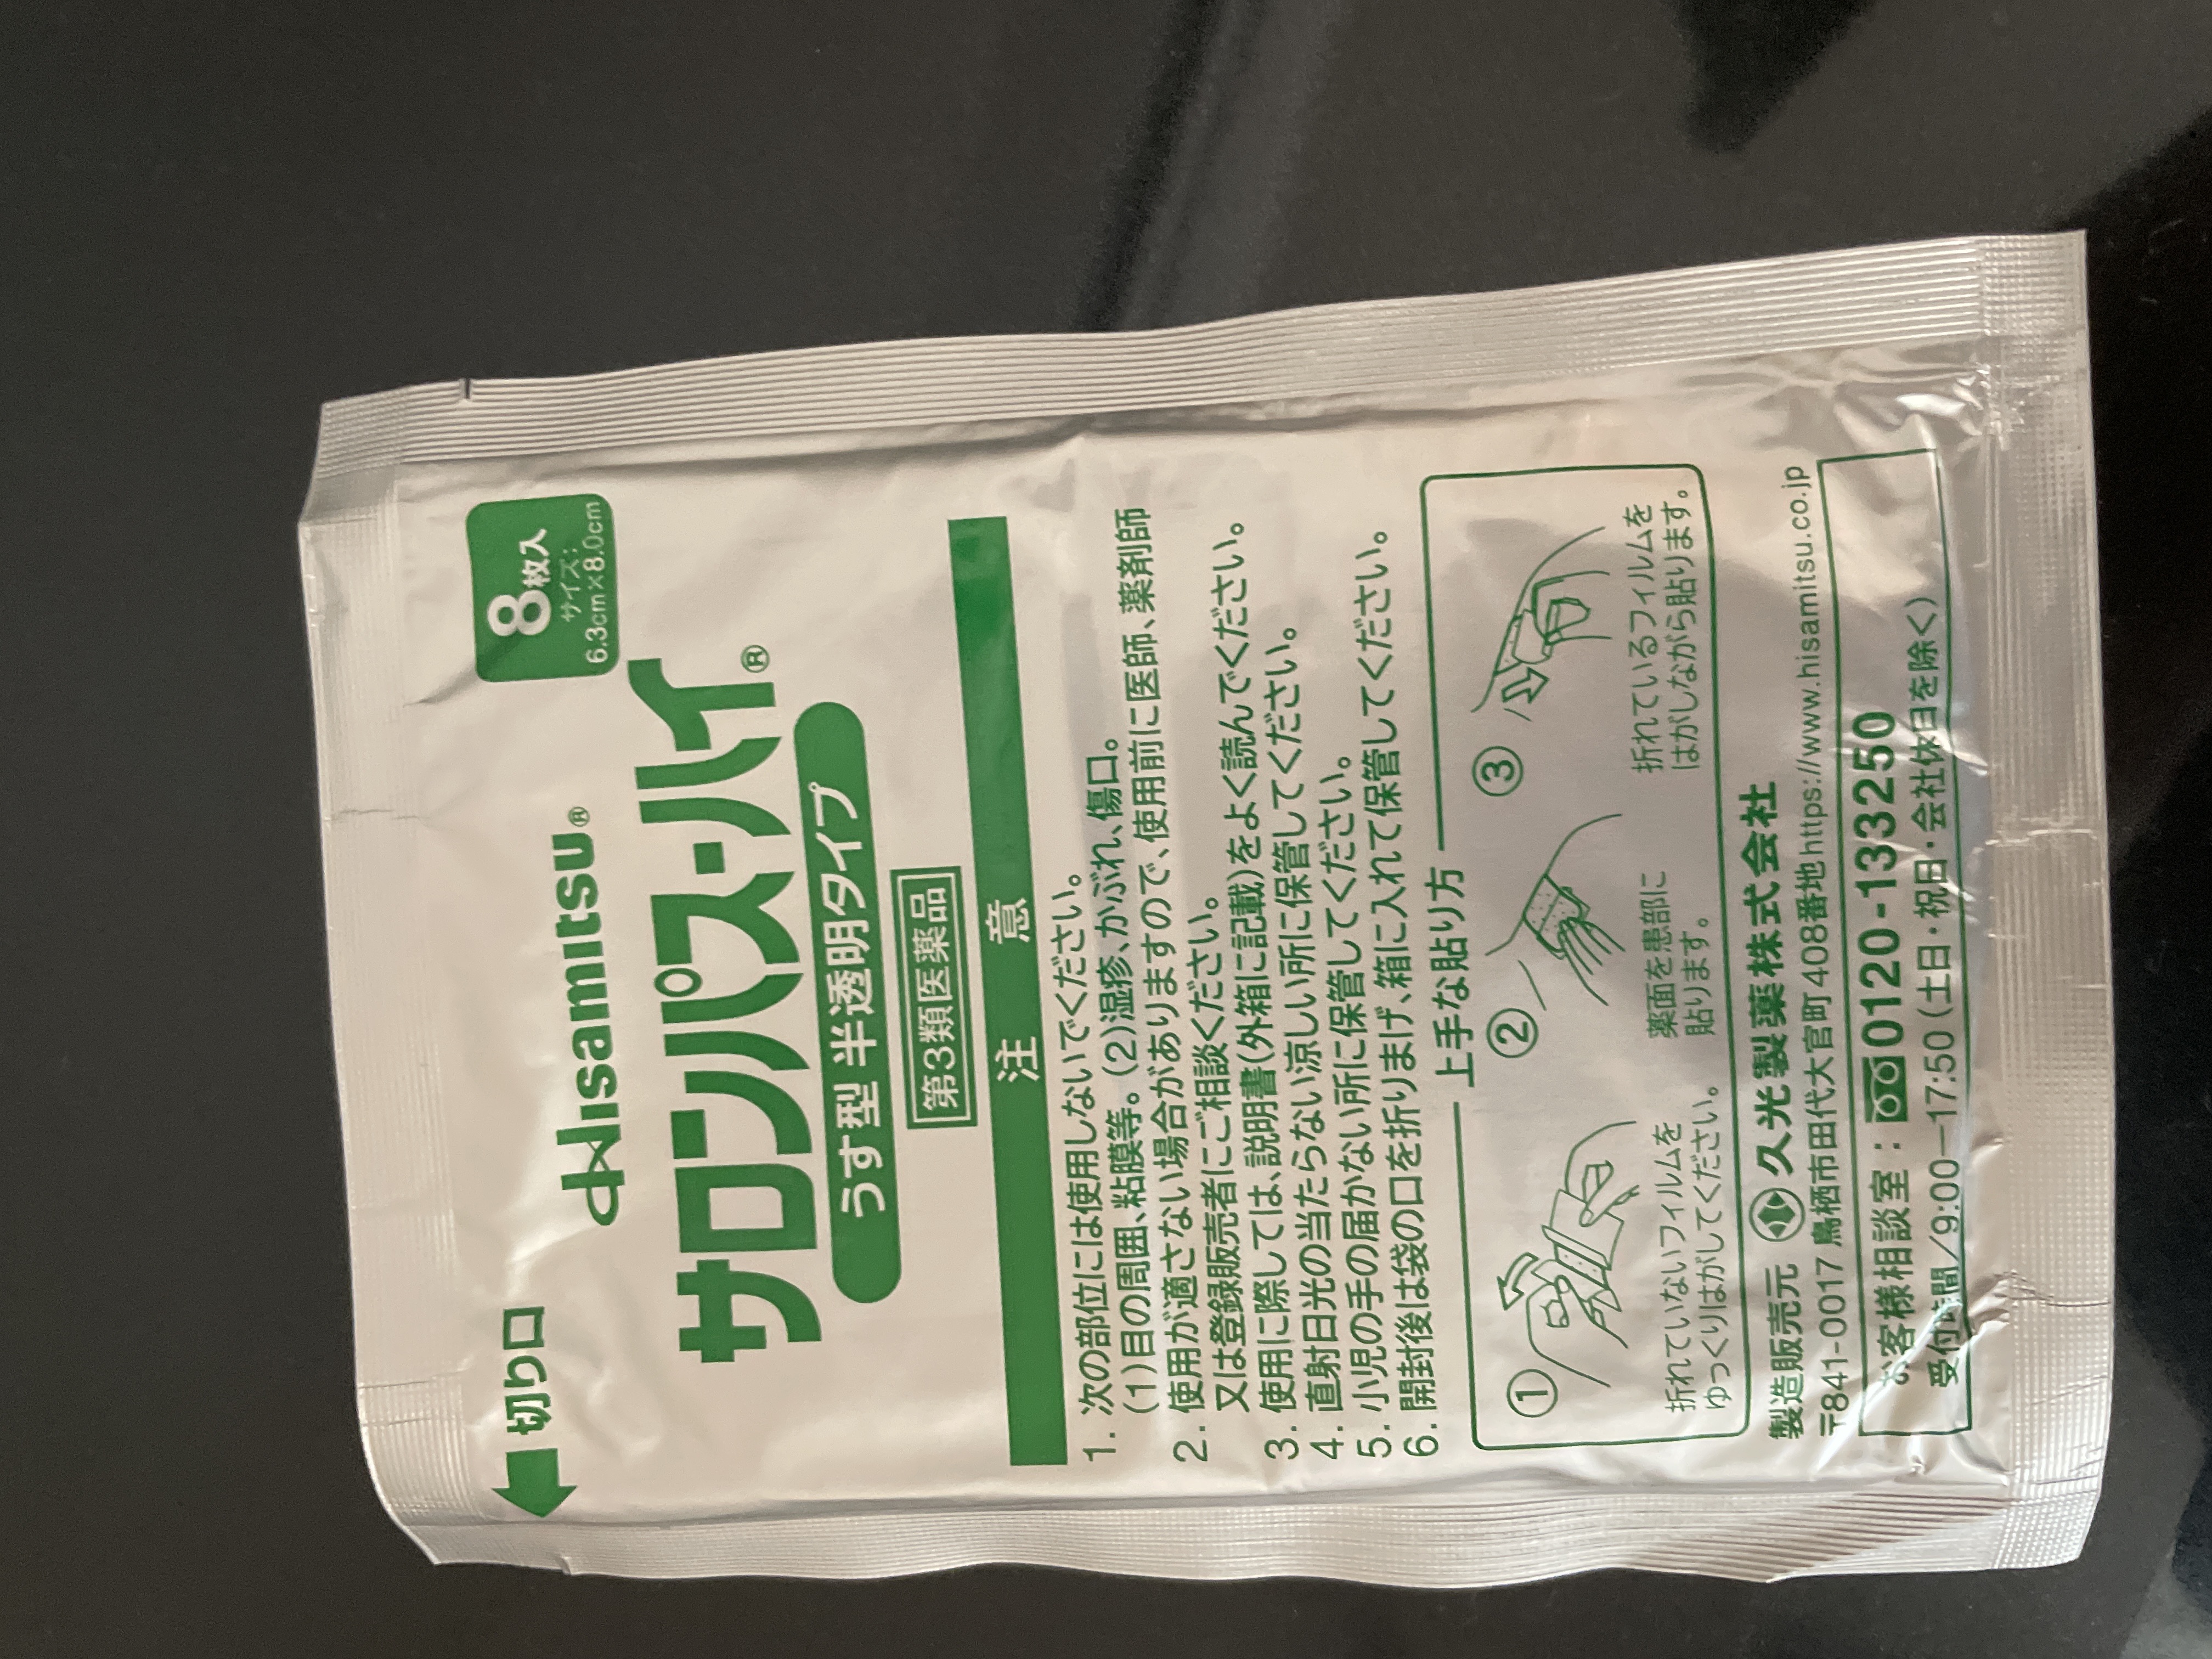 切り口
Hisamitsu®
8枚入
サイズ:
6.3cm×8.0cm
サロンパス-ハイ®
うす型 半透明タイプ
第3類医薬品
注 意
1. 次の部位には使用しないでください。
(1)目の周囲、粘膜等。(2)湿疹、かぶれ、傷口。
2. 使用が適さない場合がありますので、使用前に医師、薬剤師
又は登録販売者にご相談ください。
3. 使用に際しては、説明書(外箱に記載)をよく読んでください。
4. 直射日光の当たらない涼しい所に保管してください。
5. 小児の手の届かない所に保管してください。
6. 開封後は袋の口を折りまげ、箱に入れて保管してください。
上手な貼り方
①
折れていないフィルムを
ゆっくりはがしてください。
②
薬面を患部に
貼ります。
③
折れているフィルムを
はがしながら貼ります。
製造販売元 久光製薬株式会社
〒841-0017 鳥栖市田代大官町408番地 https://www.hisamitsu.co.jp
お客様相談室: 0120-133250
受付時間/9:00―17:50(土日・祝日・会社休日を除く)